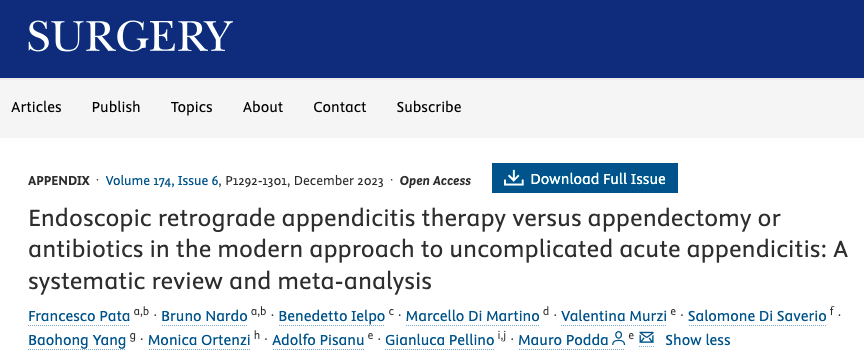 SURGERY
Articles Publish Topics About Contact Subscribe
APPENDIX · Volume 174, Issue 6, P1292-1301, December 2023 · Open Access Download Full Issue
Endoscopic retrograde appendicitis therapy versus appendectomy or
antibiotics in the modern approach to uncomplicated acute appendicitis: A
systematic review and meta-analysis
Francesco Pata a,b · Bruno Nardo a,b · Benedetto Ielpo c · Marcello Di Martino d · Valentina Murzi e · Salomone Di Saverio f ·
Baohong Yang g · Monica Ortenzi h · Adolfo Pisanu e · Gianluca Pellino i,j · Mauro Podda e Show less